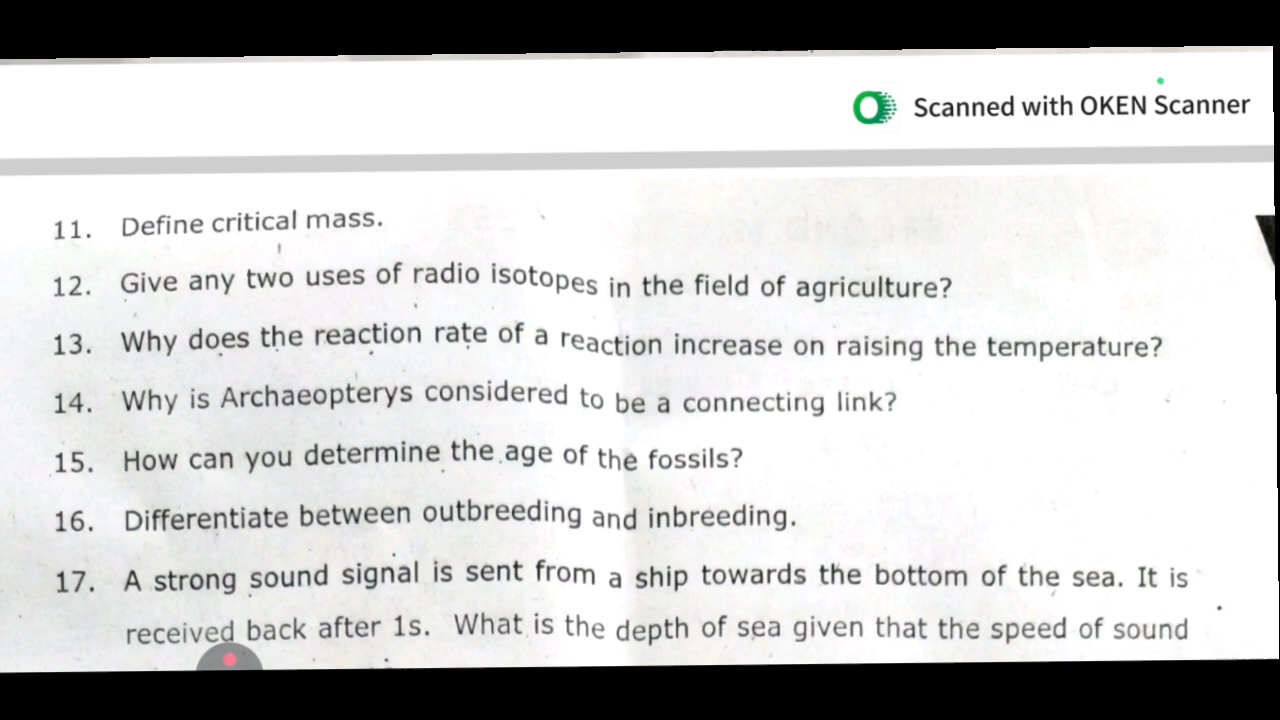 Scanned with OKEN Scanner
11. Define critical mass.
12. Give any two uses of radio isotopes in the field of agriculture?
13. Why does the reaction rate of a reaction increase on raising the temperature?
14. Why is Archaeopterys considered to be a connecting link?
15. How can you determine the age of the fossils?
16. Differentiate between outbreeding and inbreeding.
17. A strong sound signal is sent from a ship towards the bottom of the sea. It is
received back after 1s. What is the depth of sea given that the speed of sound